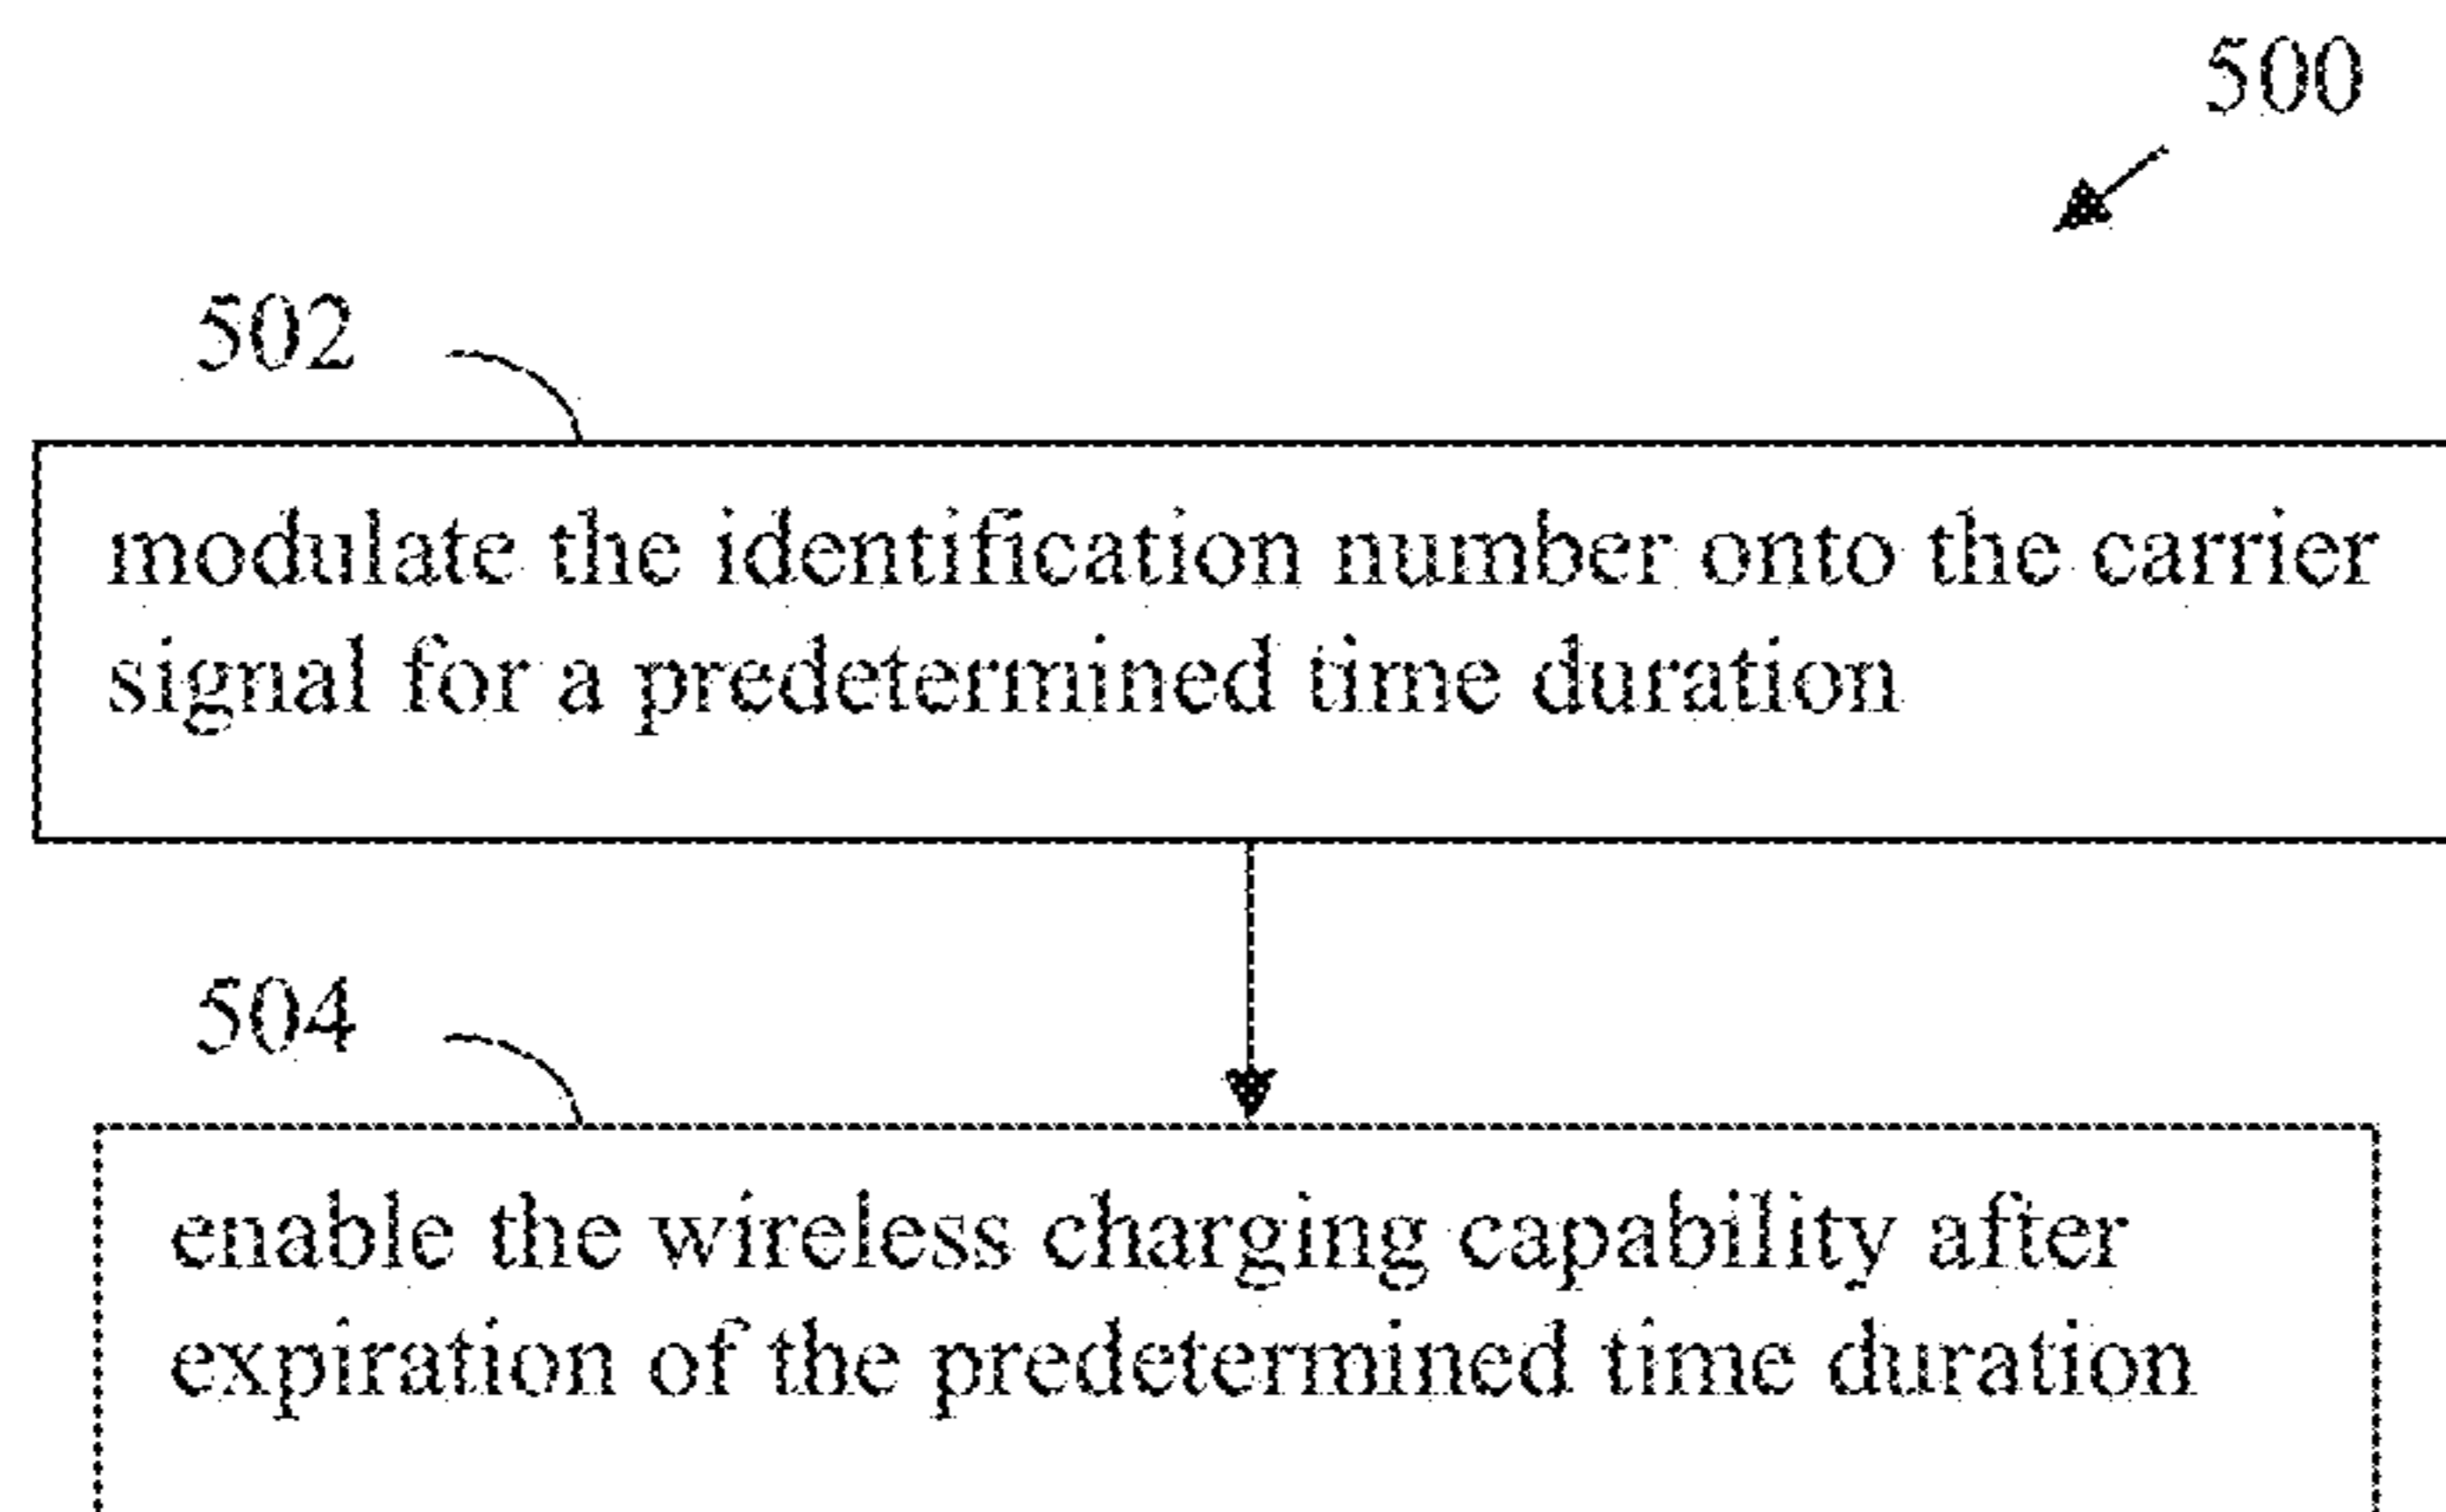 500
502
modulate the identification number onto the carrier
signal for a predetermined time duration
504
enable the wireless charging capability after
expiration of the predetermined time duration